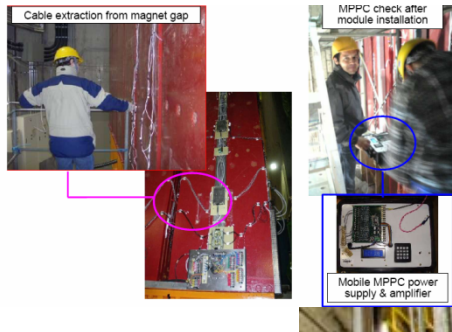 Cable extraction from magnet gap
MPPC check after
module installation
Mobile MPPC power
supply & amplifier